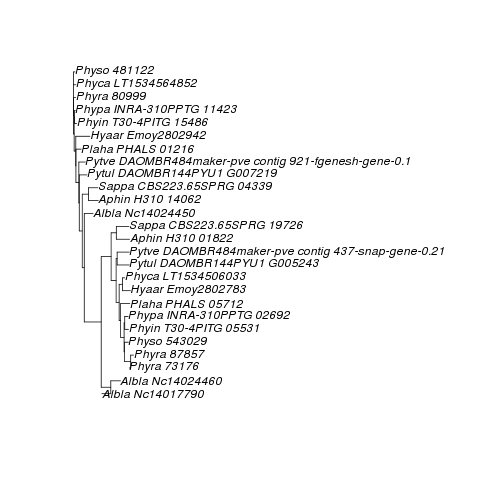 Physo 481122
Phyca LT1534564852
Phyra 80999
Phypa INRA-310PPTG 11423
Phyin T30-4PITG 15486
Hyaar Emoy2802942
Plaha PHALS 01216
Pytve DAOMBR484maker-pve contig 921-fgenesh-gene-0.1
Pytul DAOMBR144PYU1 G007219
Sappa CBS223.65SPRG 04339
Aphin H310 14062
Albla Nc14024450
Sappa CBS223.65SPRG 19726
Aphin H310 01822
Pytve DAOMBR484maker-pve contig 437-snap-gene-0.21
Pytul DAOMBR144PYU1 G005243
Phyca LT1534506033
Hyaar Emoy2802783
Plaha PHALS 05712
Phypa INRA-310PPTG 02692
Phyin T30-4PITG 05531
Physo 543029
Phyra 87857
Phyra 73176
Albla Nc14024460
Albla Nc14017790